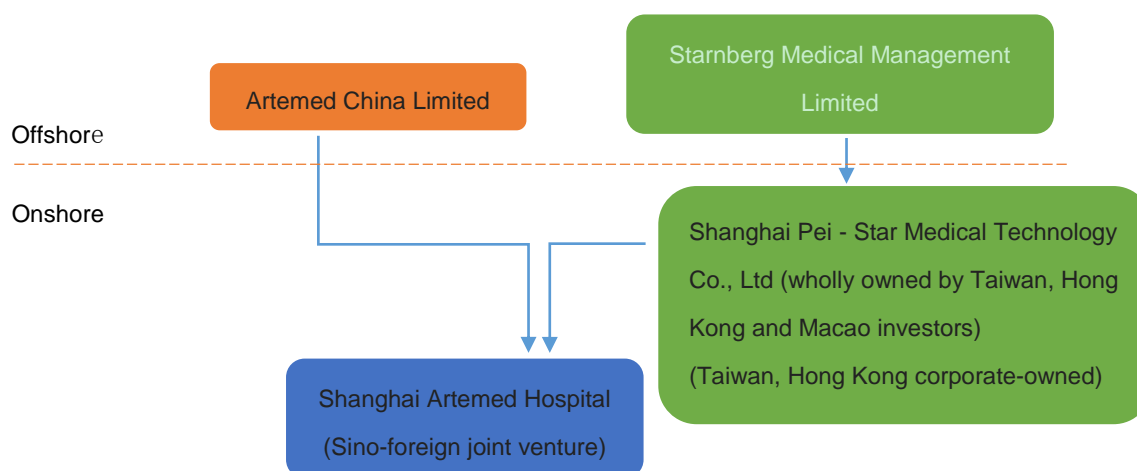 Starnberg Medical Management
Limited
Artemed China Limited
Offshore
Onshore
Shanghai Pei - Star Medical Technology
Co., Ltd (wholly owned by Taiwan, Hong
Kong and Macao investors)
(Taiwan, Hong Kong corporate-owned)
Shanghai Artemed Hospital
(Sino-foreign joint venture)